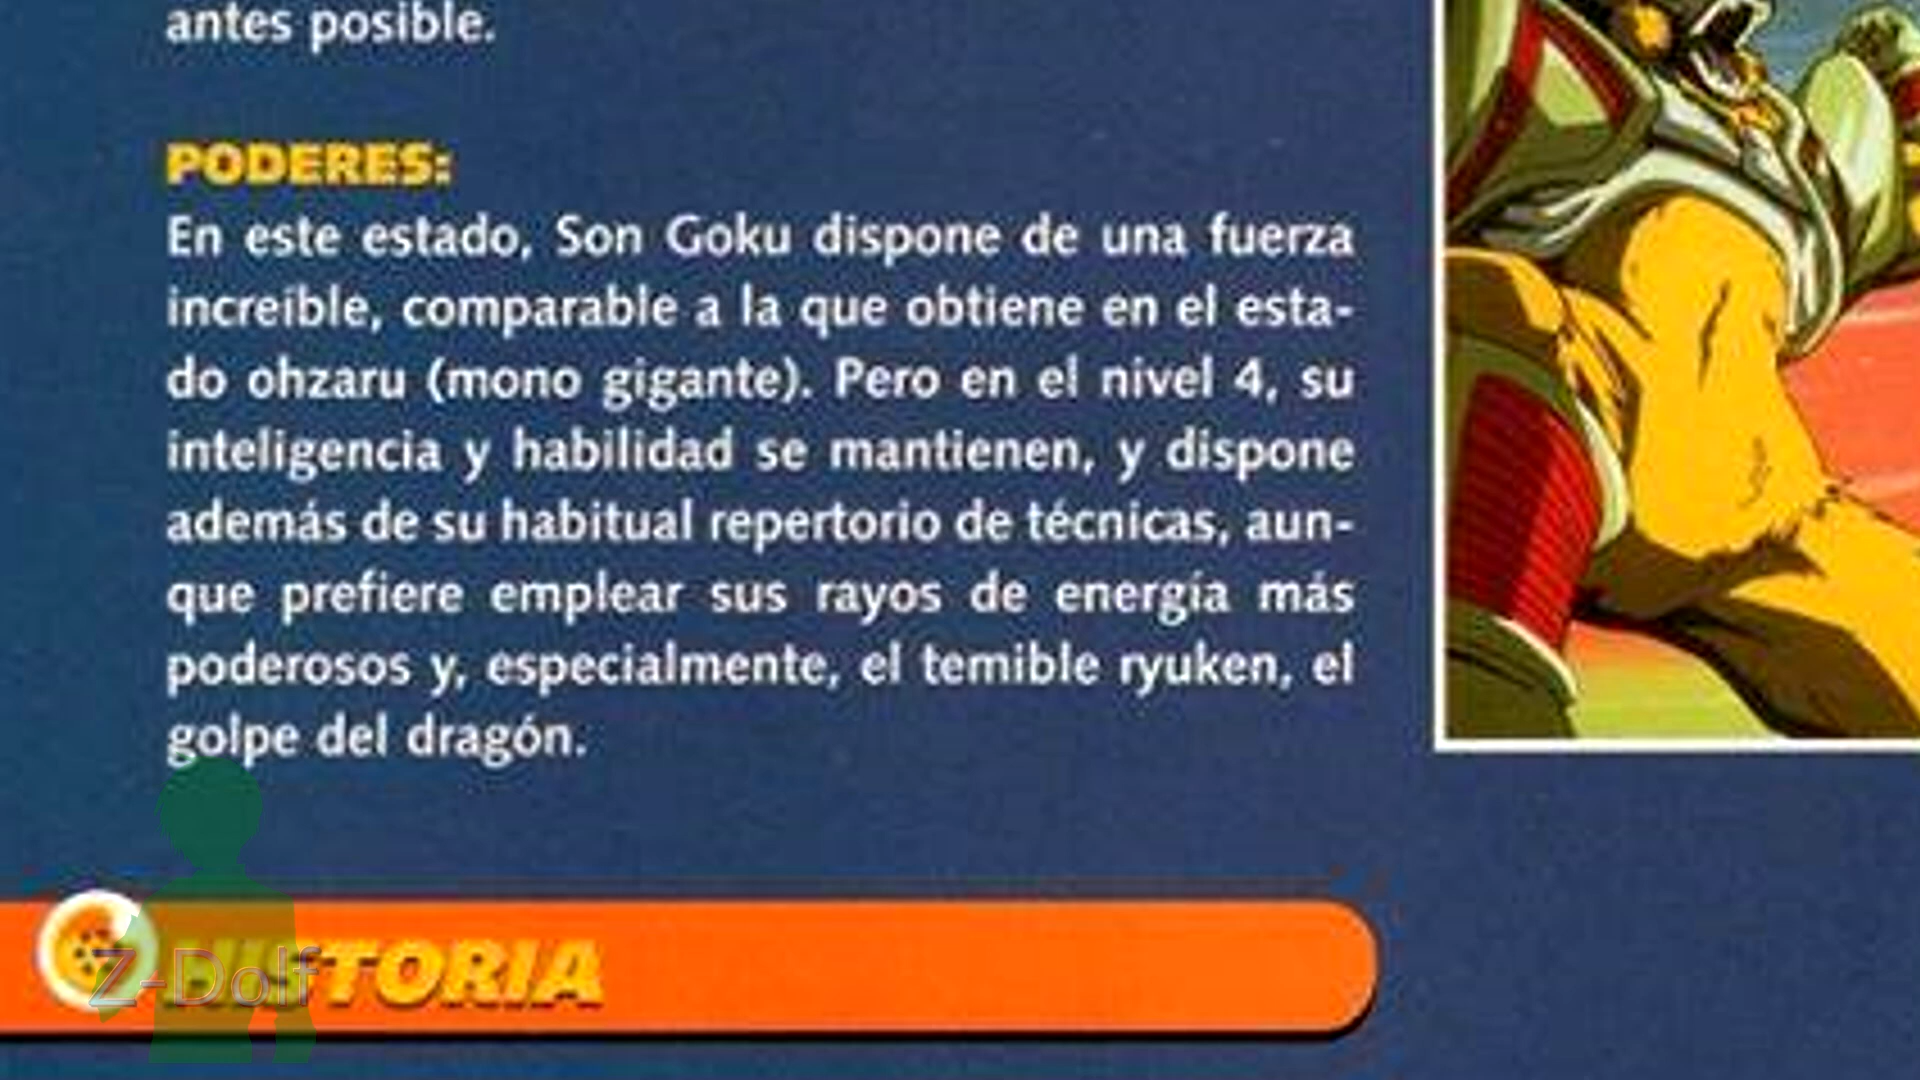 antes posible.
PODERES:
En este estado, Son Goku dispone de una fuerza
increíble, comparable a la que obtiene en el esta-
do ohzaru (mono gigante). Pero en el nivel 4, su
inteligencia y habilidad se mantienen, y dispone
además de su habitual repertorio de técnicas, aun-
que prefiere emplear sus rayos de energía más
poderosos y, especialmente, el temible ryuken, el
golpe del dragón.
HISTORIA
Z-Dolf